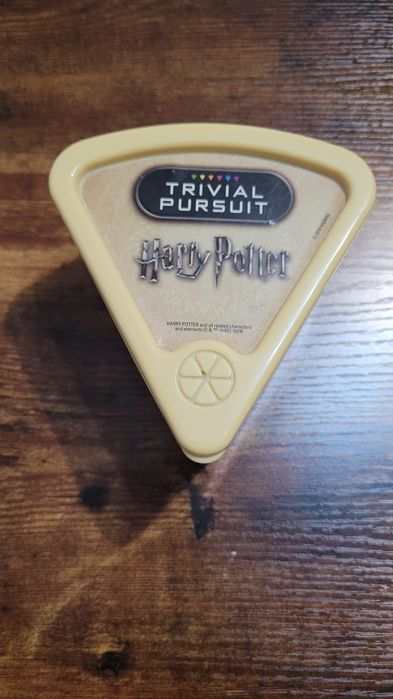 TRIVIAL
PURSUIT
Harry Potter
HARRY POTTER and all related characters
and elements © & ™ WBEI.